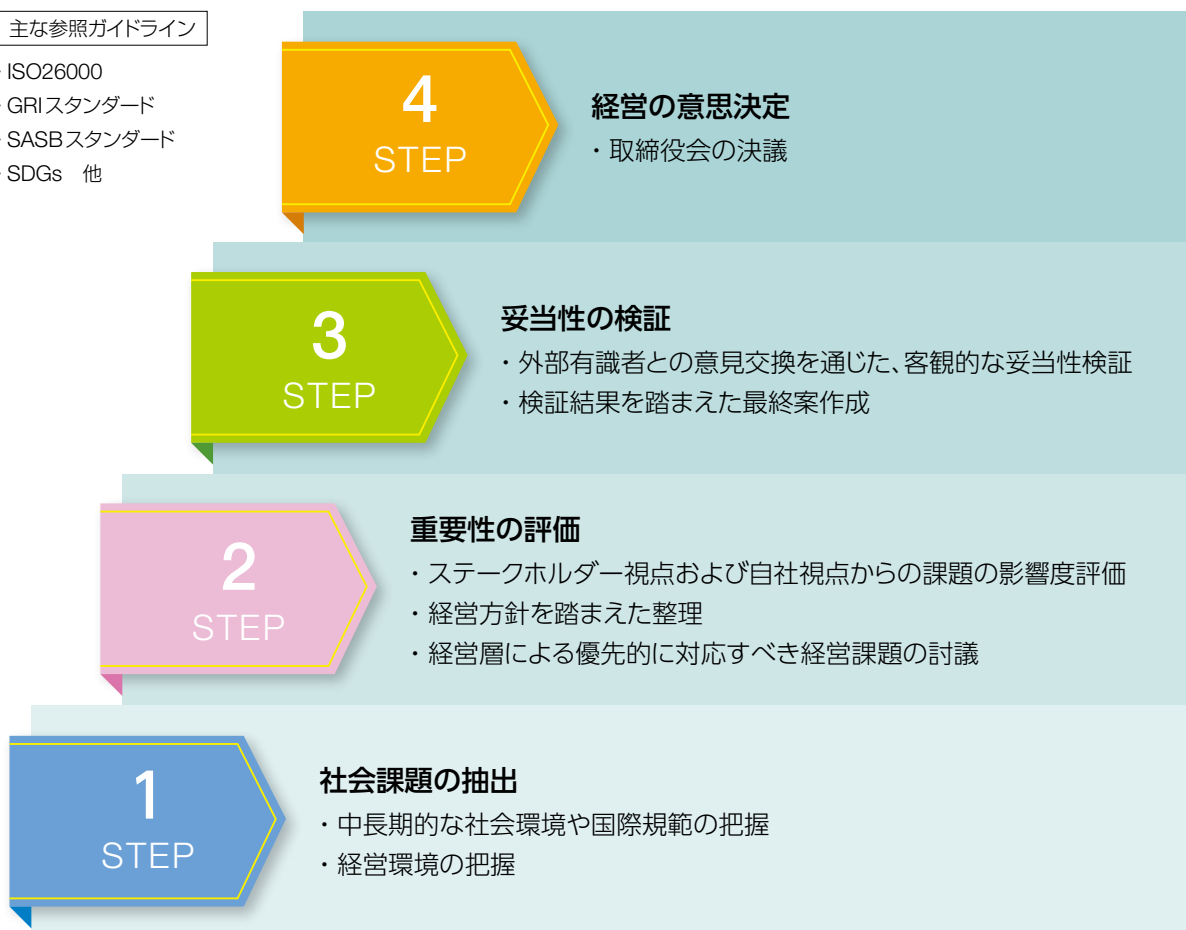 主な参照ガイドライン
・ISO26000
・GRIスタンダード
・SASBスタンダード
・SDGs　他
4
STEP
経営の意思決定
・取締役会の決議
3
STEP
妥当性の検証
・外部有識者との意見交換を通じた、客観的な妥当性検証
・検証結果を踏まえた最終案作成
2
STEP
重要性の評価
・ステークホルダー視点および自社視点からの課題の影響度評価
・経営方針を踏まえた整理
・経営層による優先的に対応すべき経営課題の討議
1
STEP
社会課題の抽出
・中長期的な社会環境や国際規範の把握
・経営環境の把握